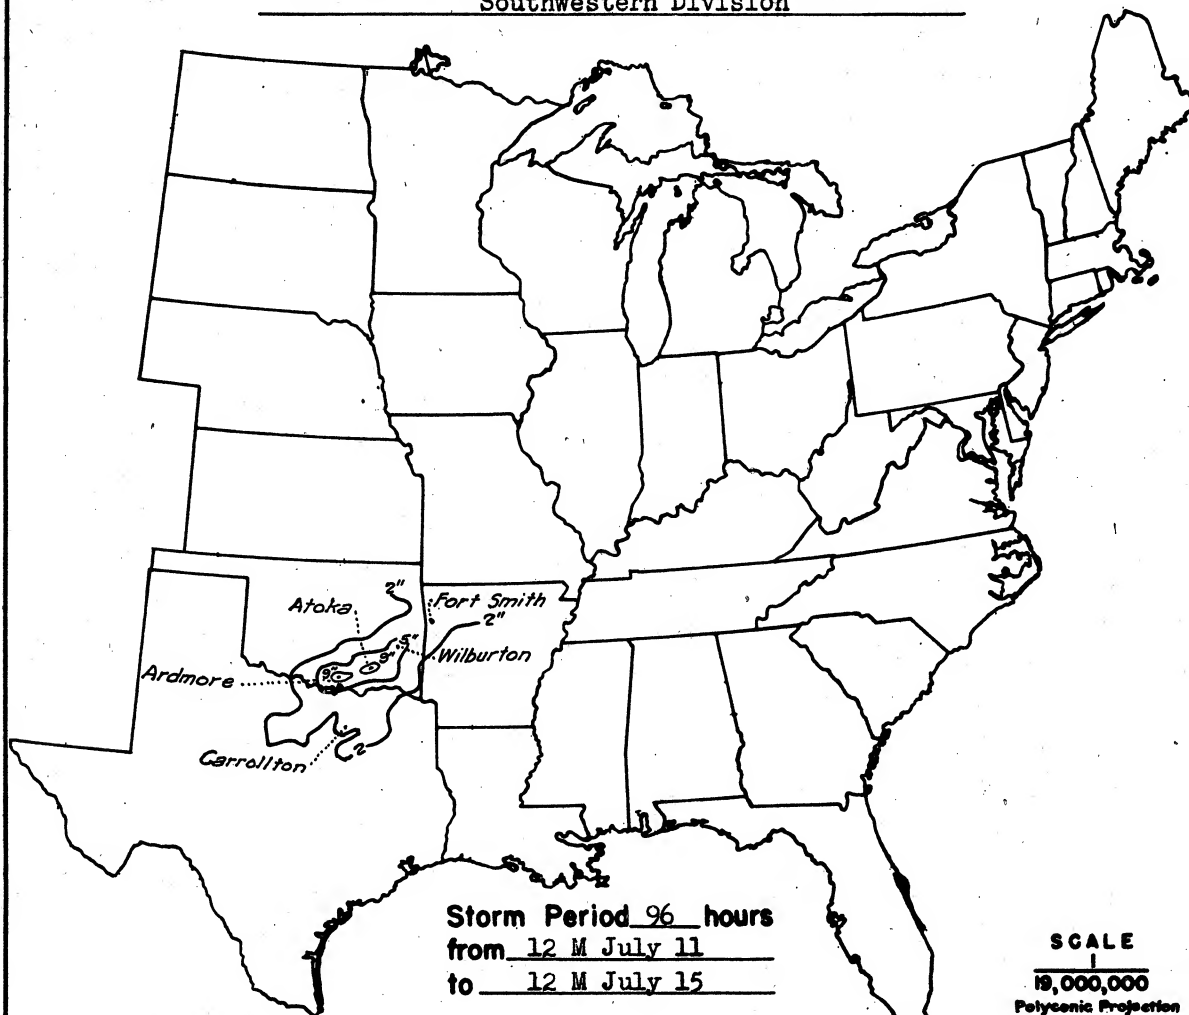 Southwestern Division
2"
Atoka
Fort Smith
2"
5"
9"
Wilburton
Ardmore
9"
Carrollton
2
Storm Period 96 hours
from 12 M July 11
to 12 M July 15
SCALE
1
19,000,000
Polyconic Projection